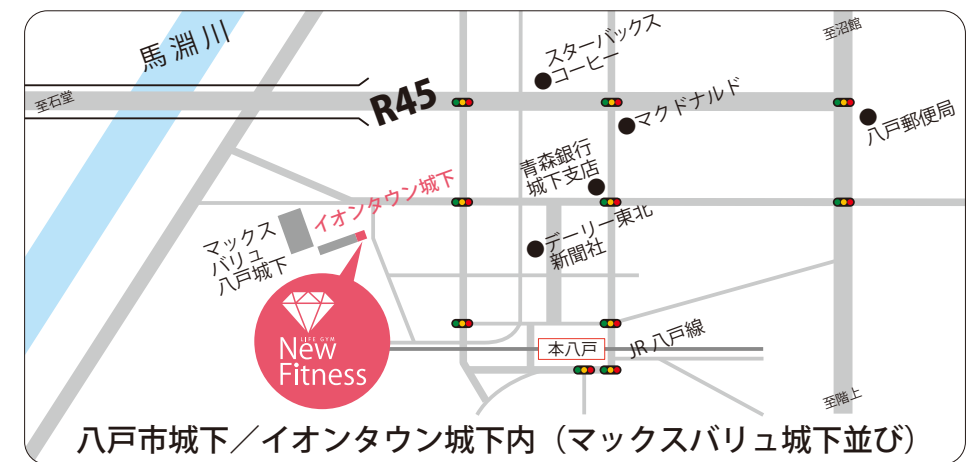 馬淵川
至石堂
R45
スターバックス
コーヒー
マクドナルド
至沼館
八戸郵便局
青森銀行
城下支店
デーリー東北
新聞社
イオンタウン城下
マックス
バリュ
八戸城下
LIFE GYM
New
Fitness
本八戸
JR 八戸線
至階上
八戸市城下／イオンタウン城下内（マックスバリュ城下並び）